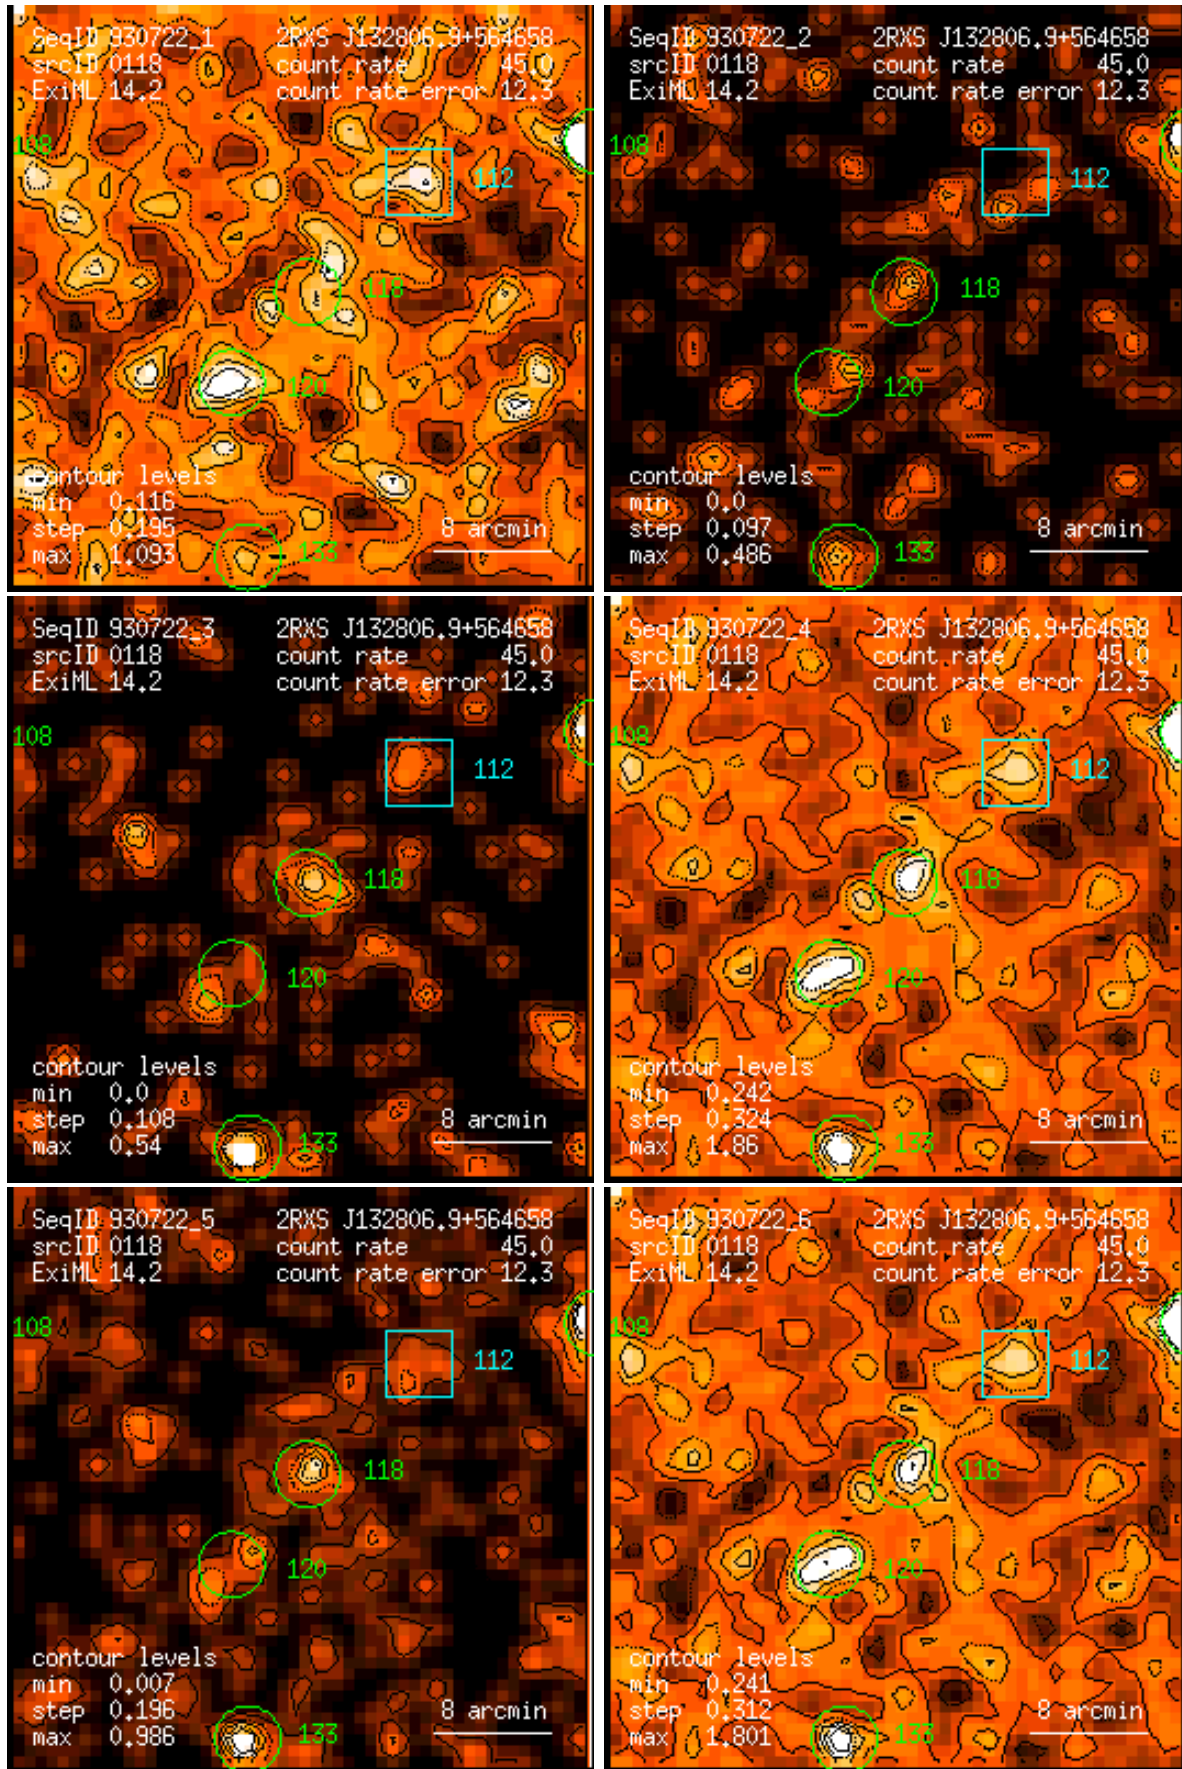 SeqID 930722_1 2RXS J132806.9+564658
srcID 0118 count rate 45.0
ExiML 14.2 count rate error 12.3
108
112
118
120
contour levels
min 0.116
step 0.195 8 arcmin
max 1.093 133
SeqID 930722_2 2RXS J132806.9+564658
srcID 0118 count rate 45.0
ExiML 14.2 count rate error 12.3
108
112
118
120
contour levels
min 0.0
step 0.097 8 arcmin
max 0.486 133
SeqID 930722_3 2RXS J132806.9+564658
srcID 0118 count rate 45.0
ExiML 14.2 count rate error 12.3
108
112
118
120
contour levels
min 0.0
step 0.108 8 arcmin
max 0.54 133
SeqID 930722_4 2RXS J132806.9+564658
srcID 0118 count rate 45.0
ExiML 14.2 count rate error 12.3
108
112
118
120
contour levels
min 0.242
step 0.324 8 arcmin
max 1.86 133
SeqID 930722_5 2RXS J132806.9+564658
srcID 0118 count rate 45.0
ExiML 14.2 count rate error 12.3
108
112
118
120
contour levels
min 0.007
step 0.196 8 arcmin
max 0.986 133
SeqID 930722_6 2RXS J132806.9+564658
srcID 0118 count rate 45.0
ExiML 14.2 count rate error 12.3
108
112
118
120
contour levels
min 0.241
step 0.312 8 arcmin
max 1.801 133